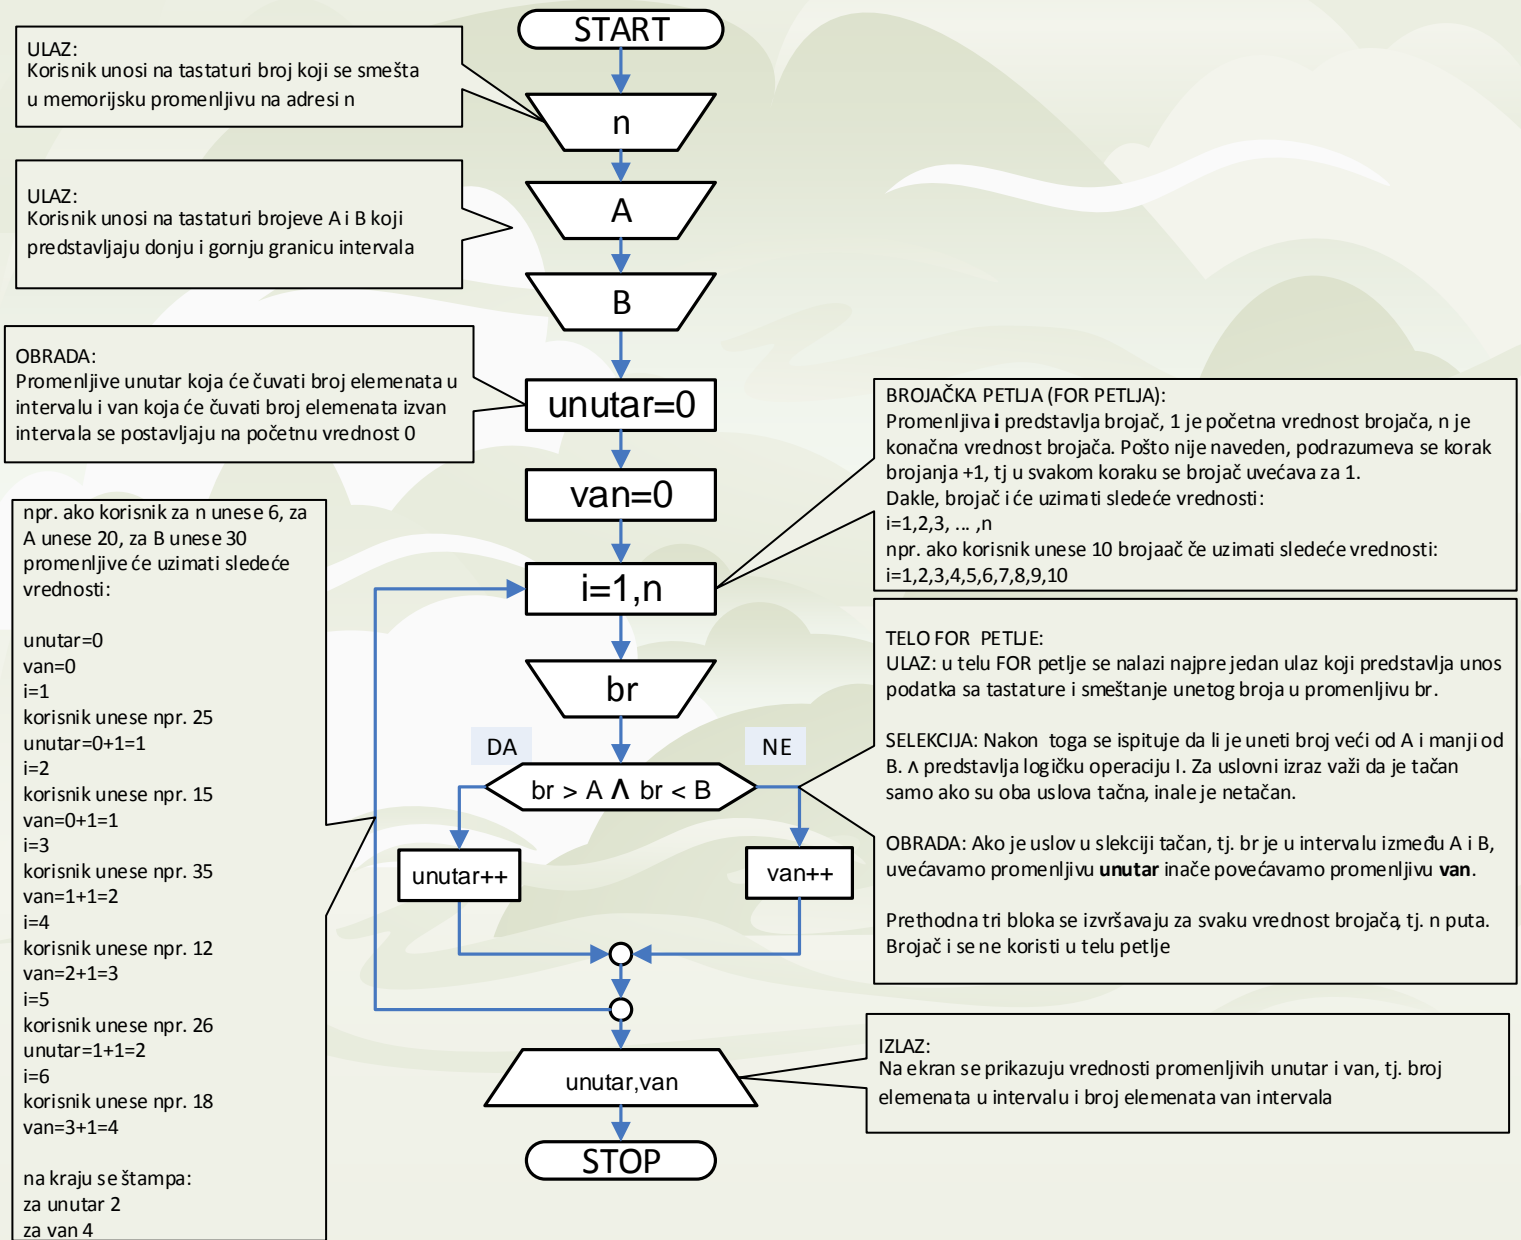 START
ULAZ:
Korisnik unosi na tastaturi broj koji se smešta
u memorijsku promenljivu na adresi n
n
ULAZ:
Korisnik unosi na tastaturi brojeve A i B koji
predstavljaju donju i gornju granicu intervala
A
B
OBRADA:
Promenljive unutar koja će čuvati broj elemenata u
intervalu i van koja će čuvati broj elemenata izvan
intervala se postavljaju na početnu vrednost 0
unutar=0
van=0
BROJAČKA PETLJA (FOR PETLJA):
Promenljiva i predstavlja brojač, 1 je početna vrednost brojača, n je
konačna vrednost brojača. Pošto nije naveden, podrazumeva se korak
brojanja +1, tj u svakom koraku se brojač uvećava za 1.
Dakle, brojač i će uzimati sledeće vrednosti:
i=1,2,3, ... ,n
npr. ako korisnik unese 10 brojaač če uzimati sledeće vrednosti:
i=1,2,3,4,5,6,7,8,9,10
i=1,n
npr. ako korisnik za n unese 6, za
A unese 20, za B unese 30
promenljive će uzimati sledeće
vrednosti:
unutar=0
van=0
i=1
korisnik unese npr. 25
unutar=0+1=1
i=2
korisnik unese npr. 15
van=0+1=1
i=3
korisnik unese npr. 35
van=1+1=2
i=4
korisnik unese npr. 12
van=2+1=3
i=5
korisnik unese npr. 26
unutar=1+1=2
i=6
korisnik unese npr. 18
van=3+1=4
na kraju se štampa:
za unutar 2
za van 4
br
DA
NE
br > A ∧ br < B
unutar++
van++
TELO FOR PETLJE:
ULAZ: u telu FOR petlje se nalazi najpre jedan ulaz koji predstavlja unos
podatka sa tastature i smeštanje unetog broja u promenljivu br.
SELEKCIJA: Nakon toga se ispituje da li je uneti broj veći od A i manji od
B. ∧ predstavlja logičku operaciju I. Za uslovni izraz važi da je tačan
samo ako su oba uslova tačna, inale je netačan.
OBRADA: Ako je uslov u slekciji tačan, tj. br je u intervalu između A i B,
uvećavamo promenljivu unutar inače povećavamo promenljivu van.
Prethodna tri bloka se izvršavaju za svaku vrednost brojača, tj. n puta.
Brojač i se ne koristi u telu petlje
unutar,van
IZLAZ:
Na ekran se prikazuju vrednosti promenljivih unutar i van, tj. broj
elemenata u intervalu i broj elemenata van intervala
STOP